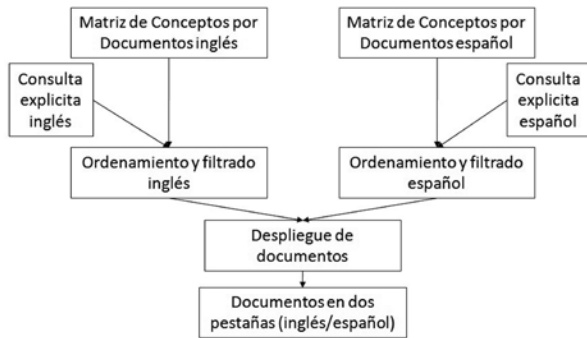 Matriz de Conceptos por
Documentos inglés
Matriz de Conceptos por
Documentos español
Consulta
explicita
inglés
Consulta
explicita
español
Ordenamiento y filtrado
inglés
Ordenamiento y filtrado
español
Despliegue de
documentos
Documentos en dos
pestañas (inglés/español)